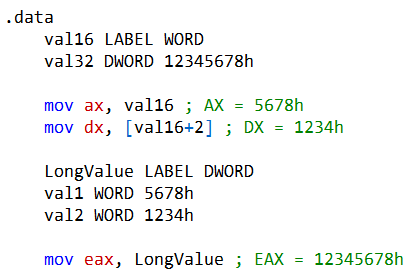 .data
val16 LABEL WORD
val32 DWORD 12345678h
mov ax, val16 ; AX = 5678h
mov dx, [val16+2] ; DX = 1234h
LongValue LABEL DWORD
val1 WORD 5678h
val2 WORD 1234h
mov eax, LongValue ; EAX = 12345678h